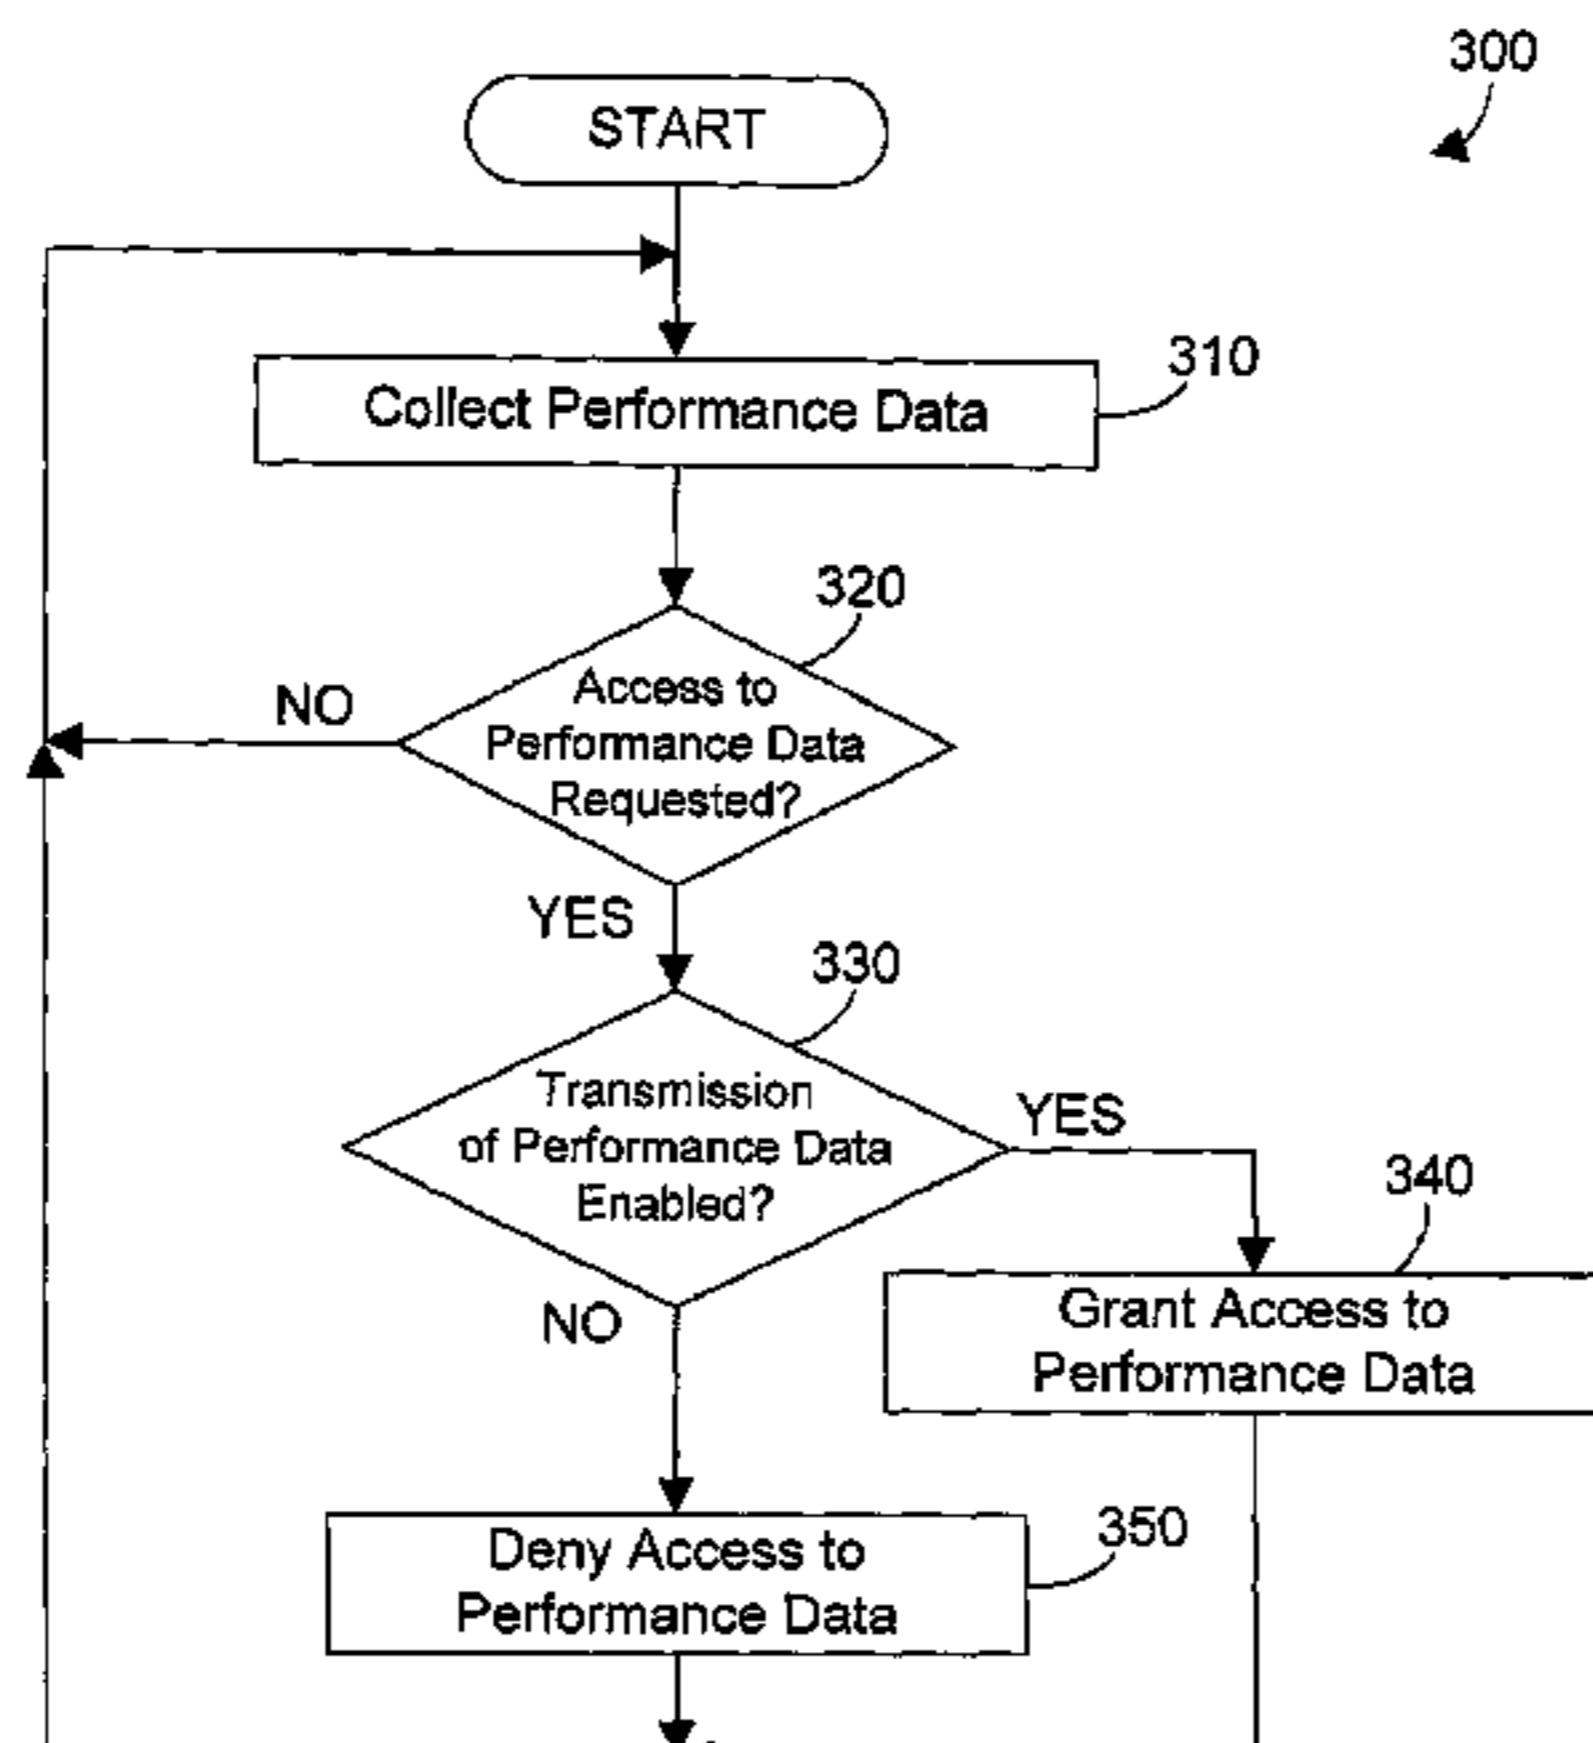 300
START
310
Collect Performance Data
320
Access to
Performance Data
Requested?
NO
YES
330
Transmission
of Performance Data
Enabled?
YES
NO
340
Grant Access to
Performance Data
350
Deny Access to
Performance Data